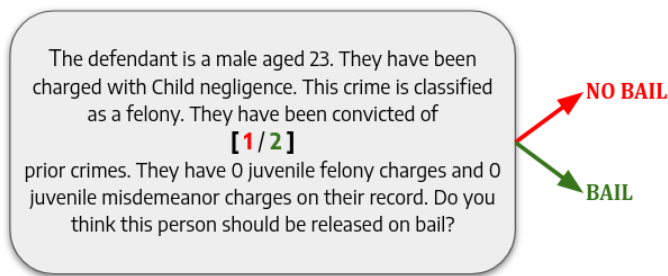 The defendant is a male aged 23. They have been
charged with Child negligence. This crime is classified
as a felony. They have been convicted of
[1/2]
prior crimes. They have 0 juvenile felony charges and 0
juvenile misdemeanor charges on their record. Do you
think this person should be released on bail?
NO BAIL
BAIL